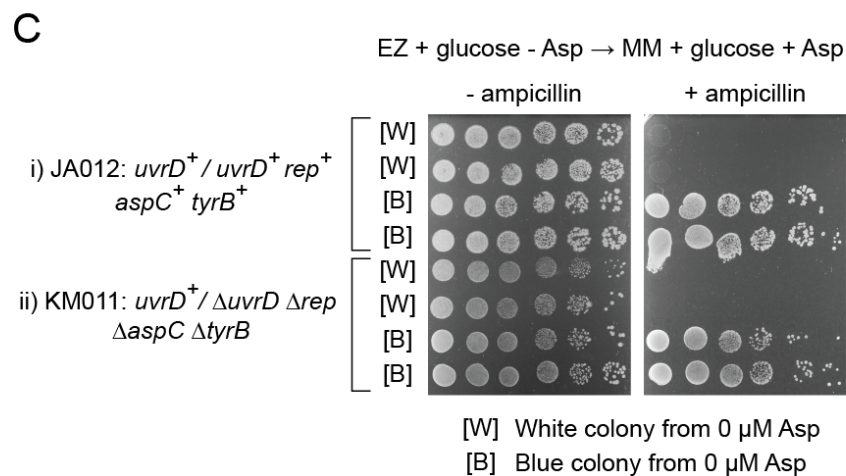 C
EZ + glucose - Asp → MM + glucose + Asp
- ampicillin + ampicillin
i) JA012: uvrD⁺ / uvrD⁺ rep⁺
aspC⁺ tyrB⁺
ii) KM011: uvrD⁺ / ΔuvrD Δrep
ΔaspC ΔtyrB
[W]
[W]
[B]
[B]
[W]
[W]
[B]
[B]
[W] White colony from 0 µM Asp
[B] Blue colony from 0 µM Asp